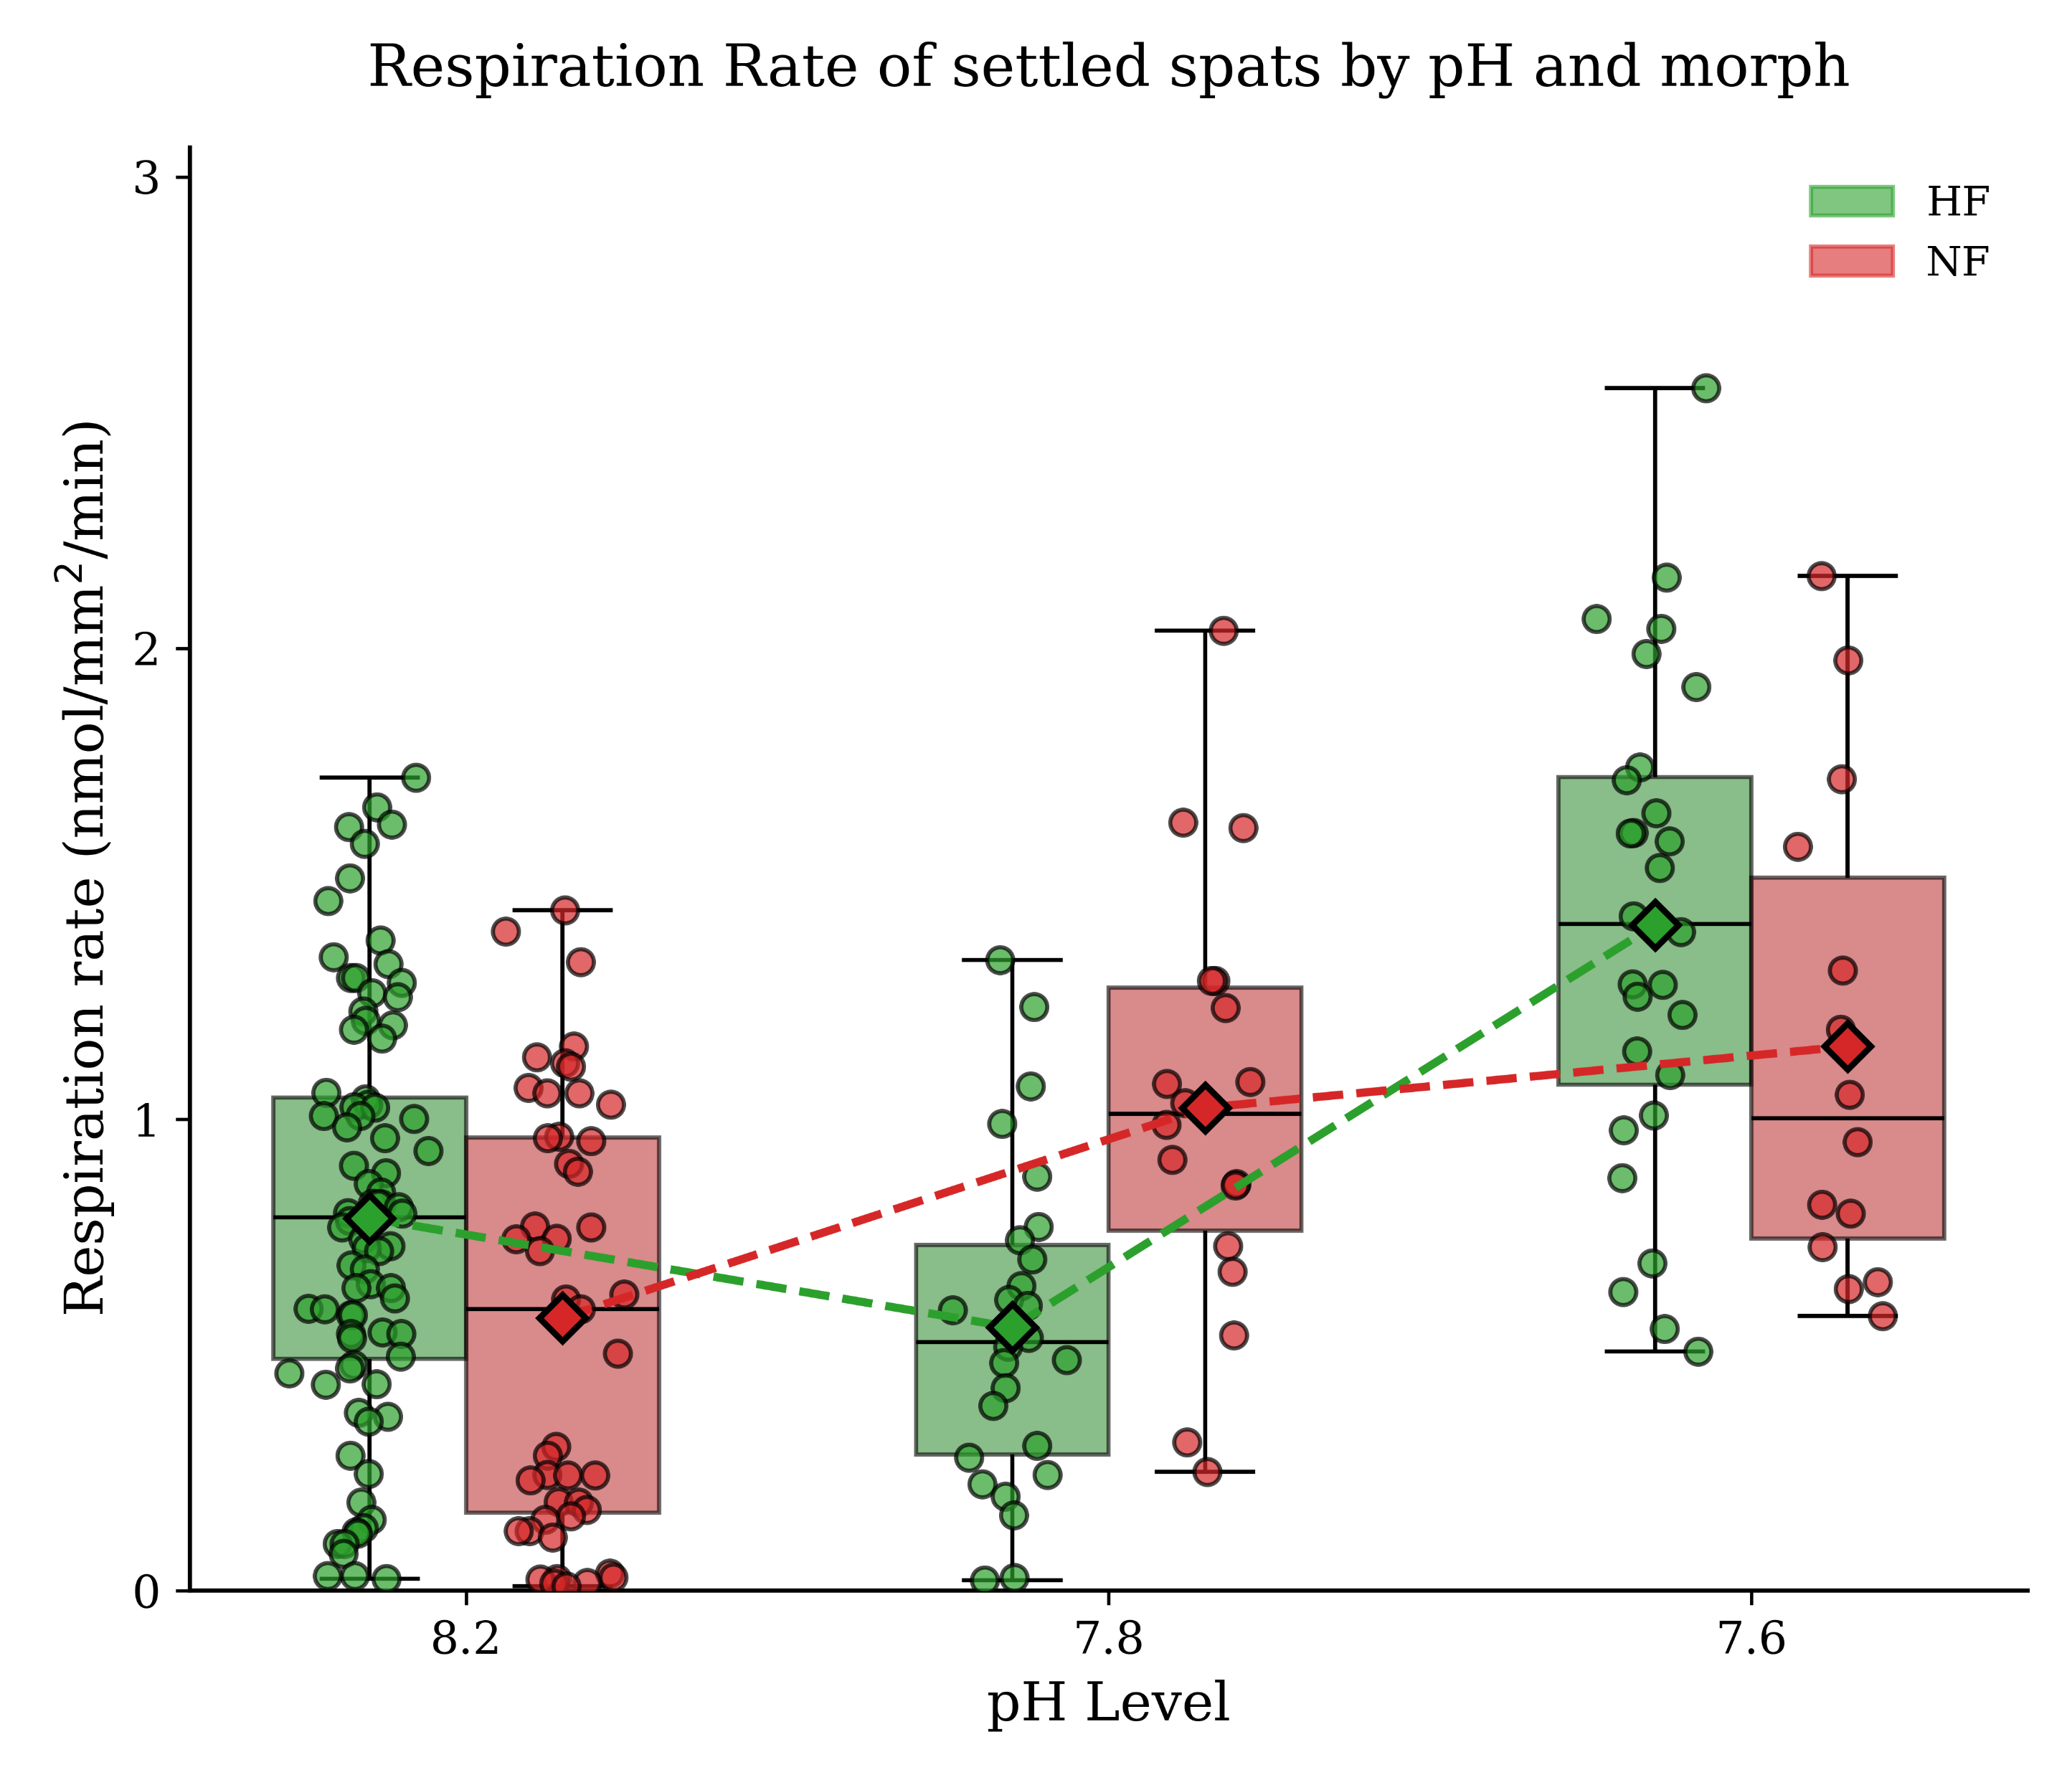 Respiration Rate of settled spats by pH and morph
HF
NF
Respiration rate (nmol/mm²/min)
3
2
1
0
8.2
7.8
7.6
pH Level